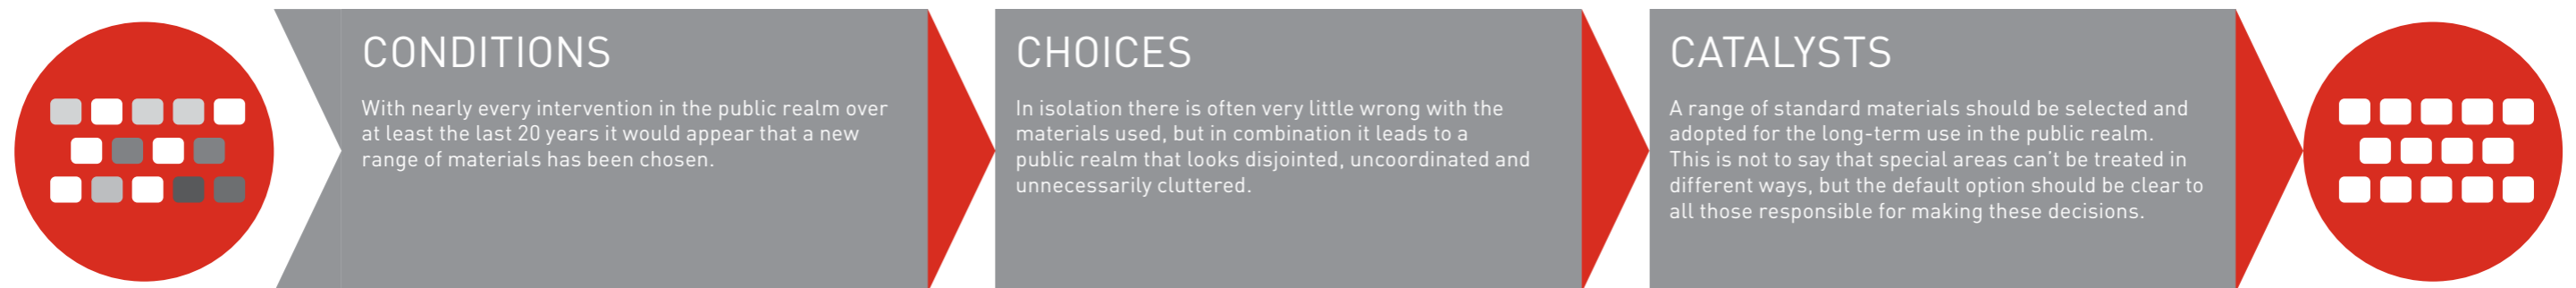 CONDITIONS
With nearly every intervention in the public realm over
at least the last 20 years it would appear that a new
range of materials has been chosen.
CHOICES
In isolation there is often very little wrong with the
materials used, but in combination it leads to a
public realm that looks disjointed, uncoordinated and
unnecessarily cluttered.
CATALYSTS
A range of standard materials should be selected and
adopted for the long-term use in the public realm.
This is not to say that special areas can’t be treated in
different ways, but the default option should be clear to
all those responsible for making these decisions.